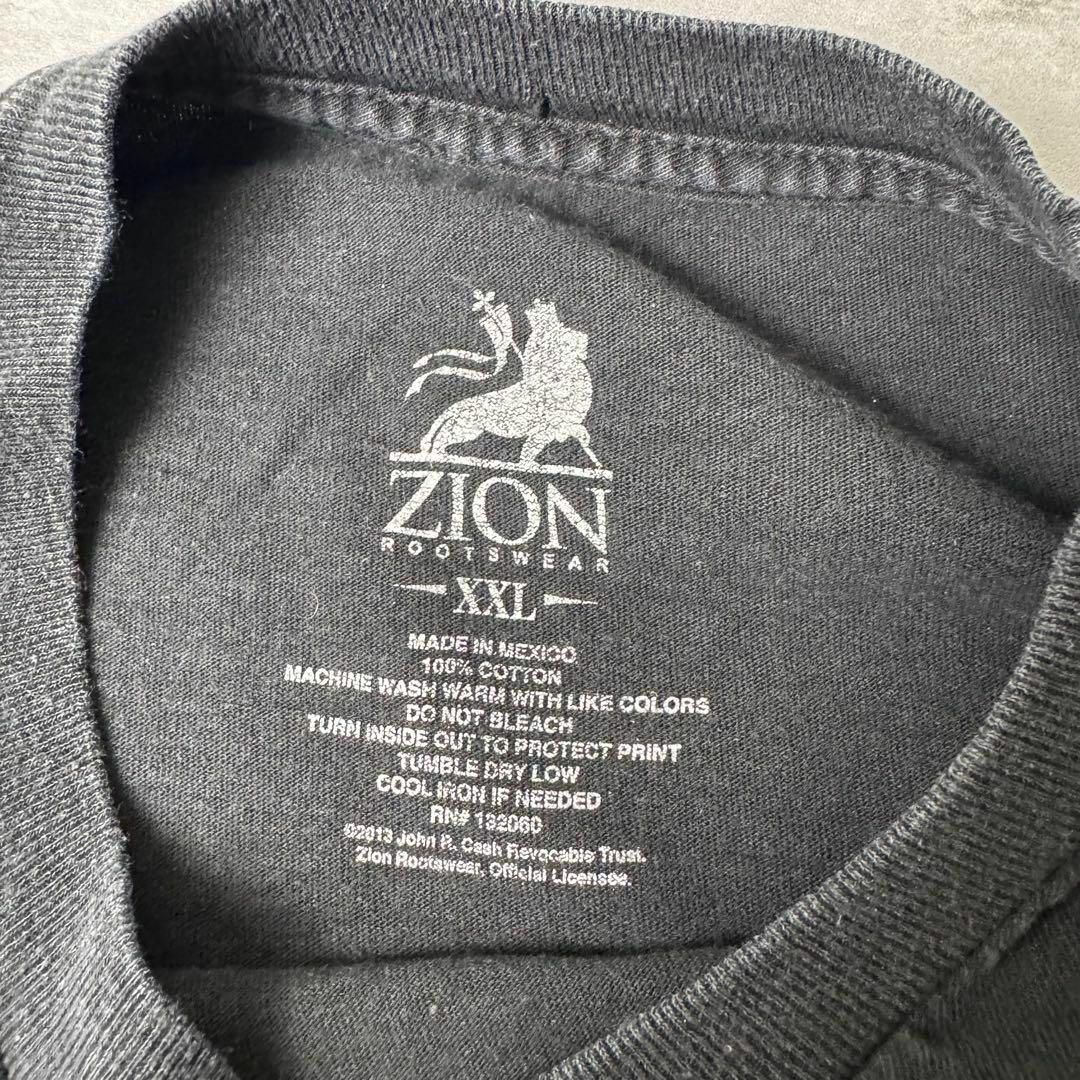 ZION
ROOTSWEAR
XXL
MADE IN MEXICO
100% COTTON
MACHINE WASH WARM WITH LIKE COLORS
DO NOT BLEACH
TURN INSIDE OUT TO PROTECT PRINT
TUMBLE DRY LOW
COOL IRON IF NEEDED
RN# 132060
©2013 John R. Cash Revocable Trust.
Zion Rootswear, Official Licensee.